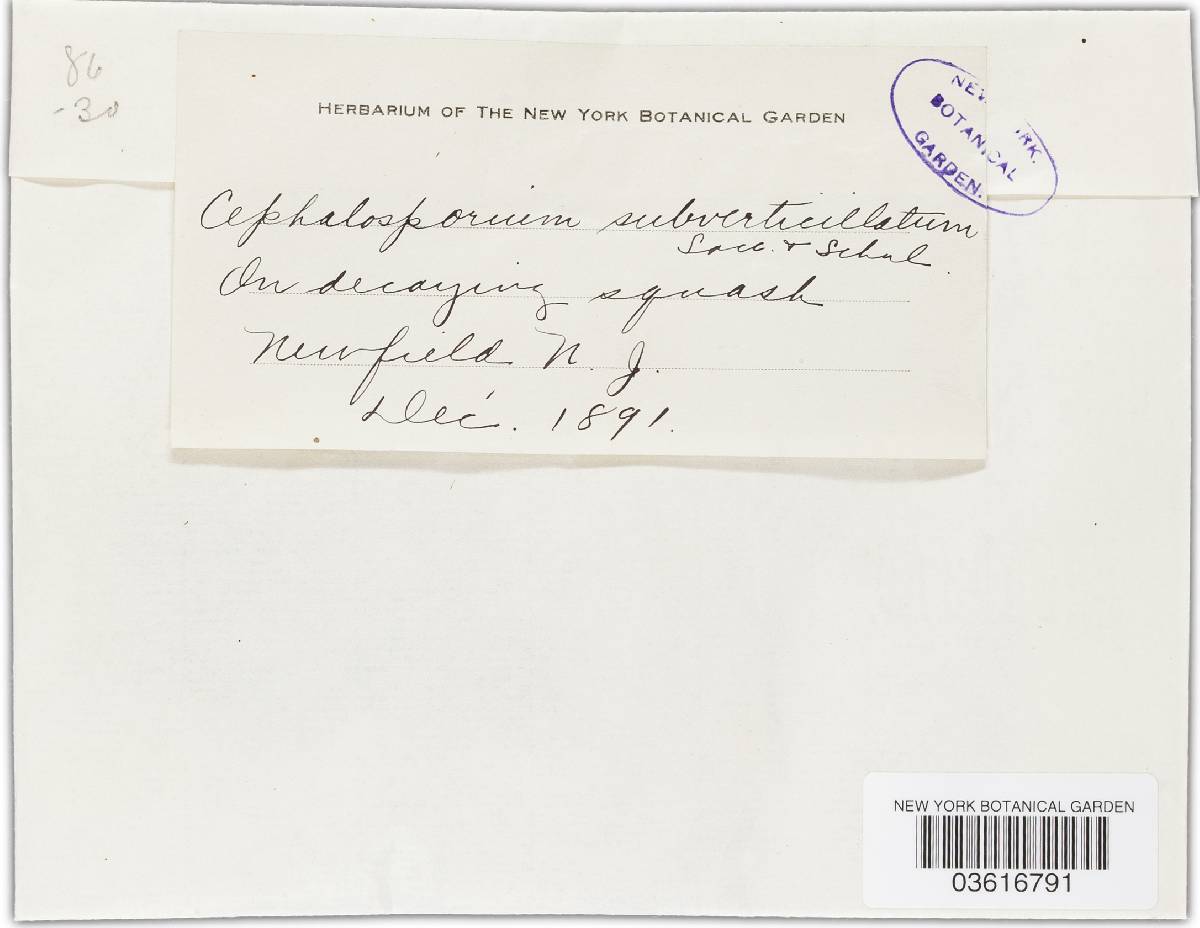 86
-30
HERBARIUM OF THE NEW YORK BOTANICAL GARDEN
NEW YORK.
BOTANICAL
GARDEN.
Cephalosporium subverticillatum
Sacc. & Schul.
On decaying squash
Newfield N. J.
Dec. 1891.
NEW YORK BOTANICAL GARDEN
03616791